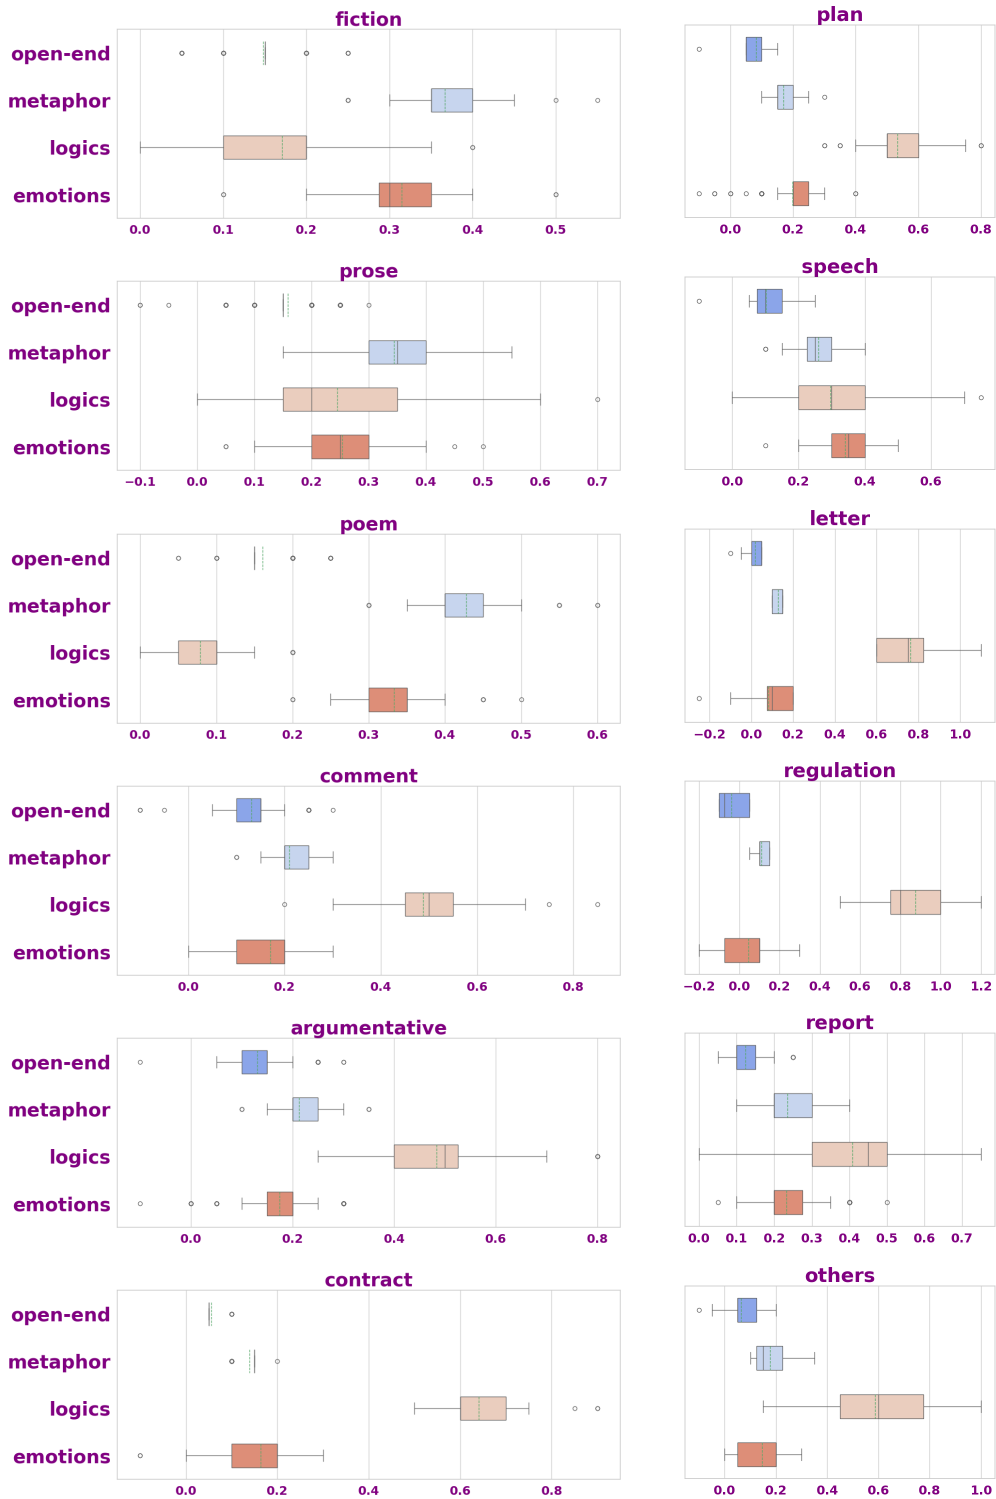 fiction
open-end
metaphor
logics
emotions
0.0 0.1 0.2 0.3 0.4 0.5
plan
0.0 0.2 0.4 0.6 0.8
prose
open-end
metaphor
logics
emotions
−0.1 0.0 0.1 0.2 0.3 0.4 0.5 0.6 0.7
speech
0.0 0.2 0.4 0.6
poem
open-end
metaphor
logics
emotions
0.0 0.1 0.2 0.3 0.4 0.5 0.6
letter
−0.2 0.0 0.2 0.4 0.6 0.8 1.0
comment
open-end
metaphor
logics
emotions
0.0 0.2 0.4 0.6 0.8
regulation
−0.2 0.0 0.2 0.4 0.6 0.8 1.0 1.2
argumentative
open-end
metaphor
logics
emotions
0.0 0.2 0.4 0.6 0.8
report
0.0 0.1 0.2 0.3 0.4 0.5 0.6 0.7
contract
open-end
metaphor
logics
emotions
0.0 0.2 0.4 0.6 0.8
others
0.0 0.2 0.4 0.6 0.8 1.0